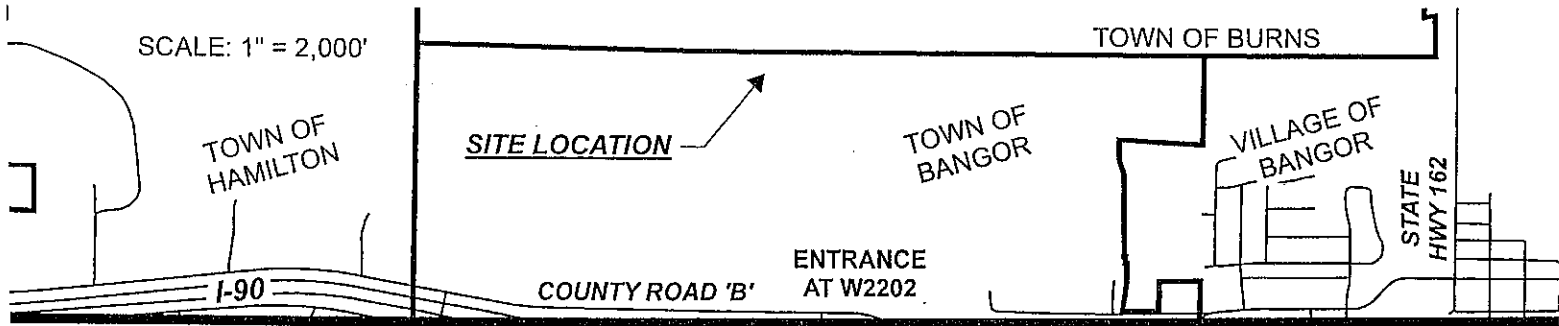 SCALE: 1" = 2,000'
TOWN OF BURNS
TOWN OF
HAMILTON
SITE LOCATION
TOWN OF
BANGOR
VILLAGE OF
BANGOR
STATE
HWY 162
I-90
COUNTY ROAD 'B'
ENTRANCE
AT W2202